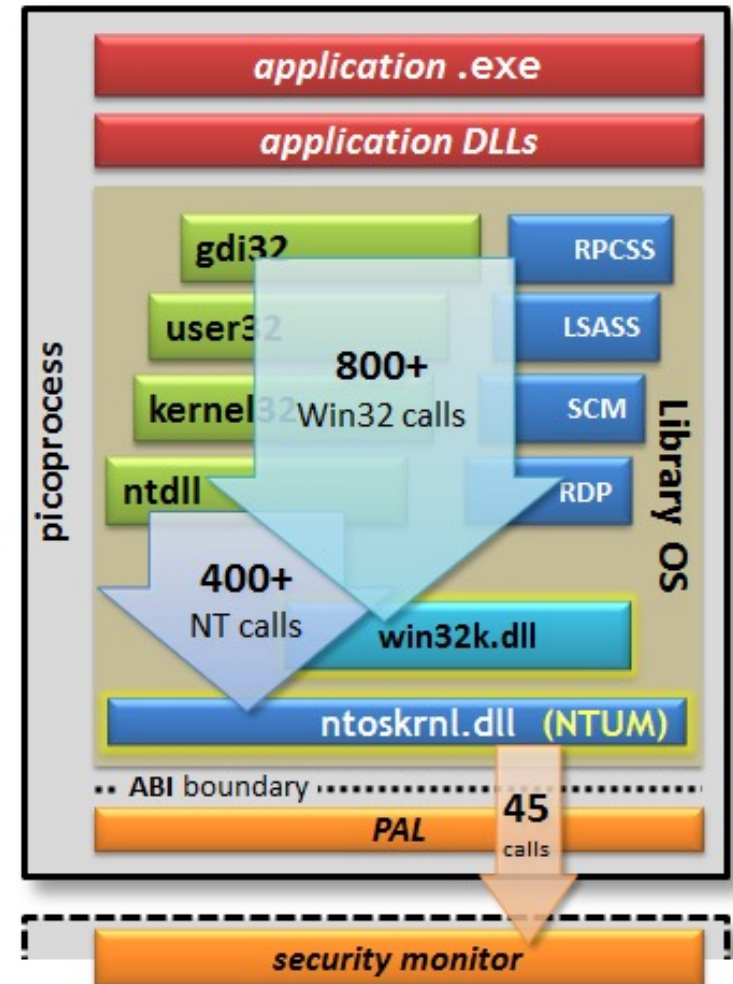 application .exe
application DLLs
gdi32
RPCSS
user32
LSASS
800+
Win32 calls
kernel32
SCM
ntdll
RDP
picoprocess
Library OS
400+
NT calls
win32k.dll
ntoskrnl.dll (NTUM)
ABI boundary
45
calls
PAL
security monitor